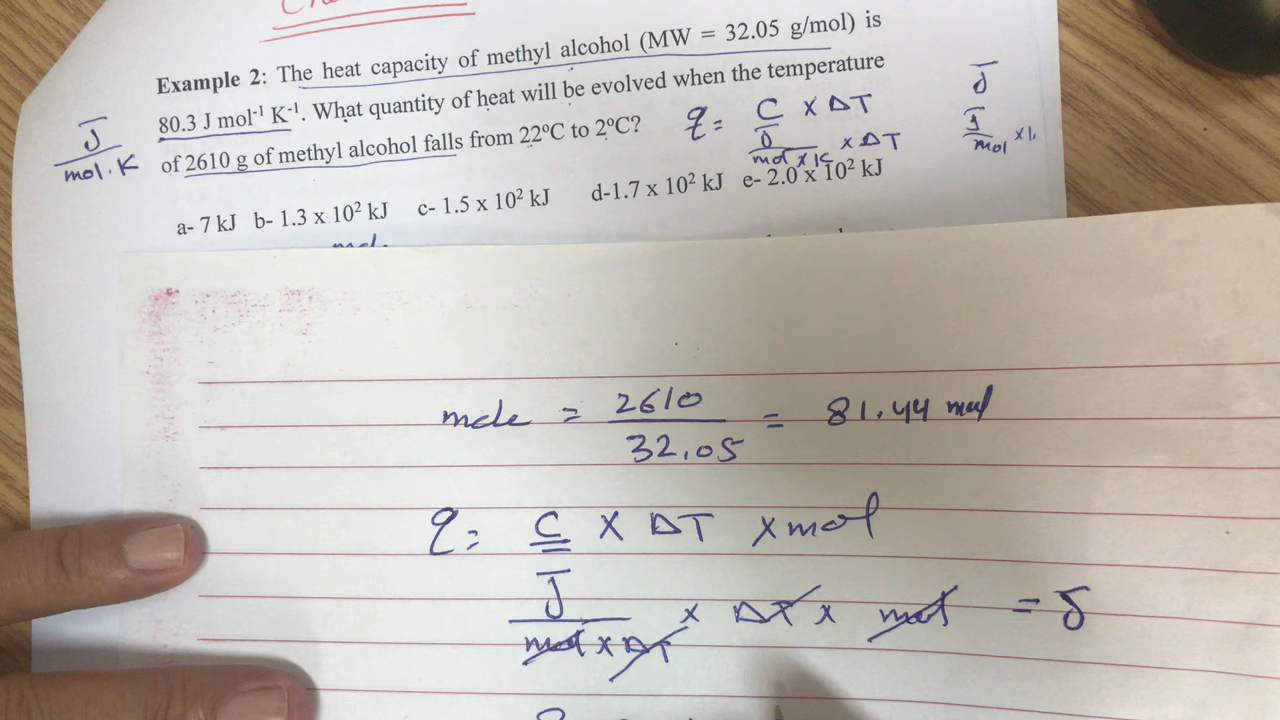 Example 2: The heat capacity of methyl alcohol (MW = 32.05 g/mol) is
80.3 J mol⁻¹ K⁻¹. What quantity of heat will be evolved when the temperature
of 2610 g of methyl alcohol falls from 22°C to 2°C?
J
mol.K
q = C x ΔT
J
mol x K x ΔT
J
J
mol
a- 7 kJ b- 1.3 x 10² kJ c- 1.5 x 10² kJ d-1.7 x 10² kJ e- 2.0 x 10² kJ
mole = 2610
32.05
= 81.44 mol
q = C x ΔT x mol
J
mol x ΔT
x ΔT x mol = J